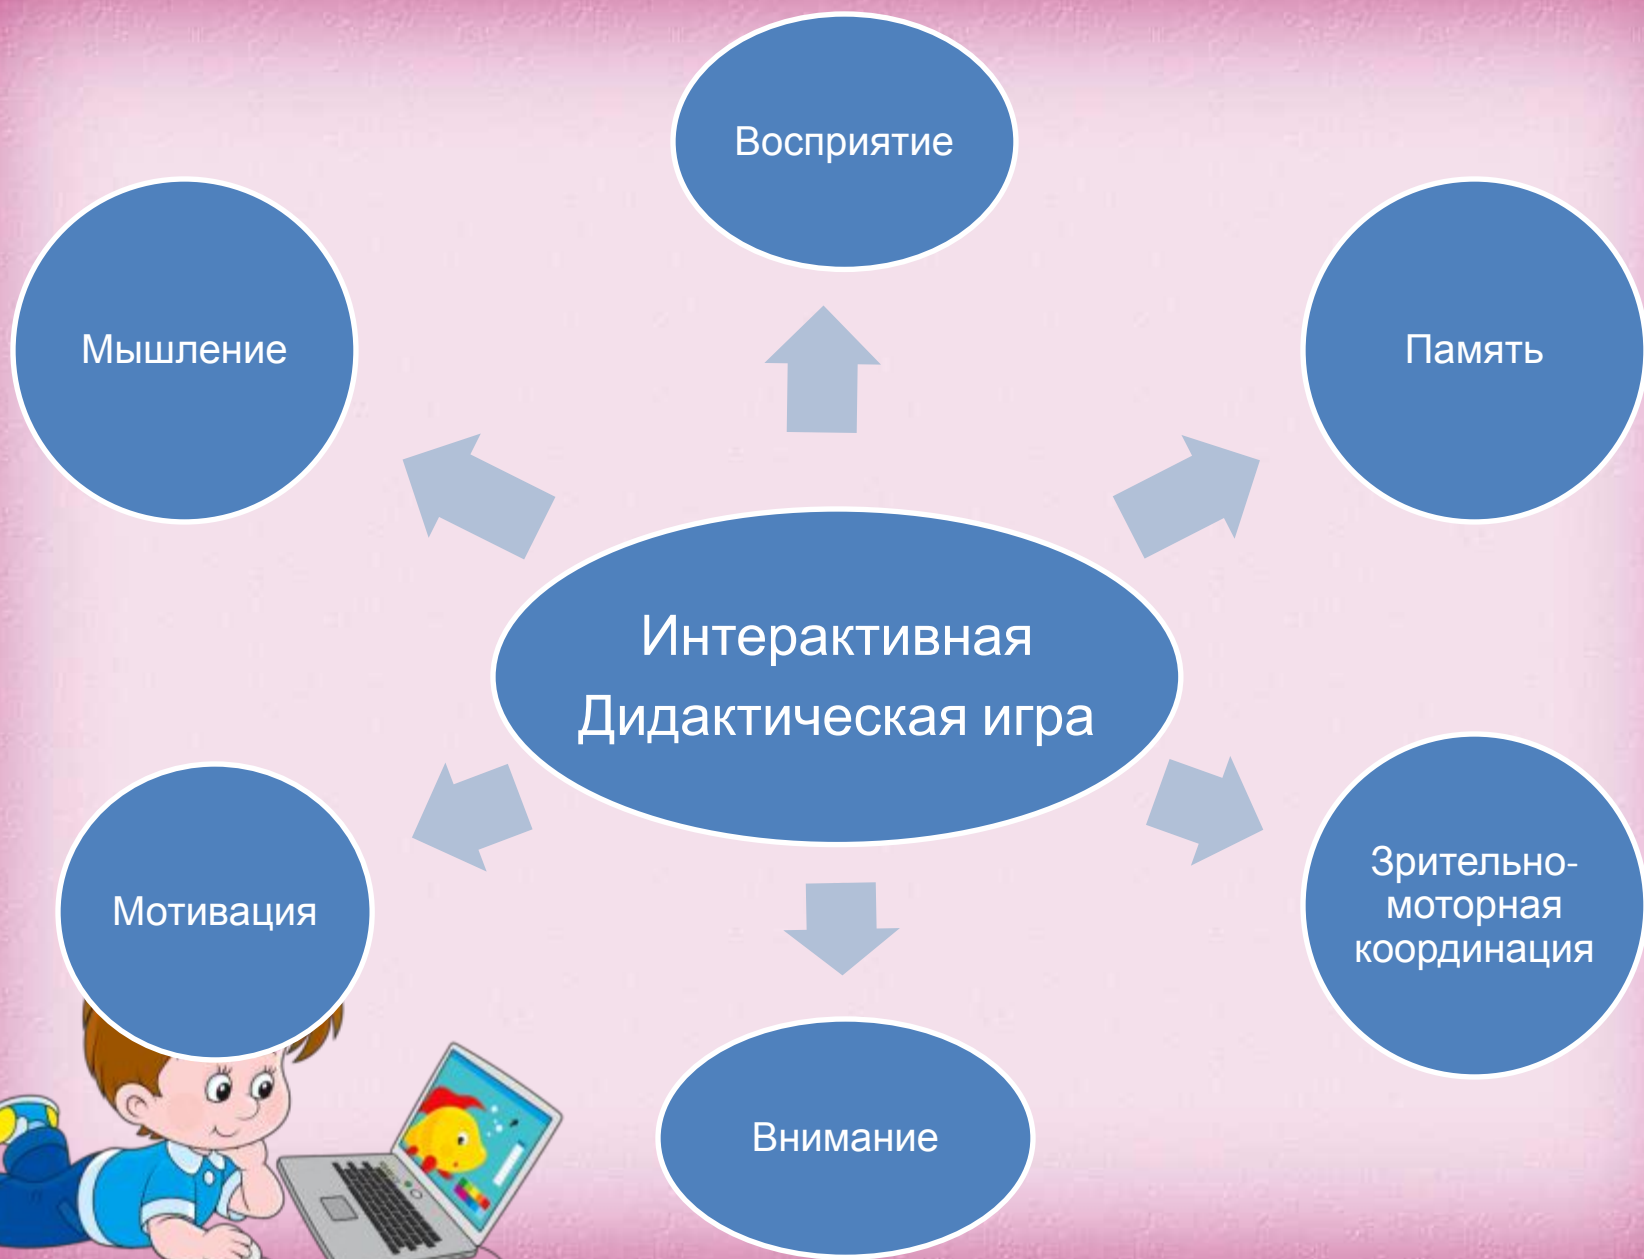 Восприятие
Мышление
Память
Интерактивная
Дидактическая игра
Мотивация
Зрительно-
моторная
координация
Внимание